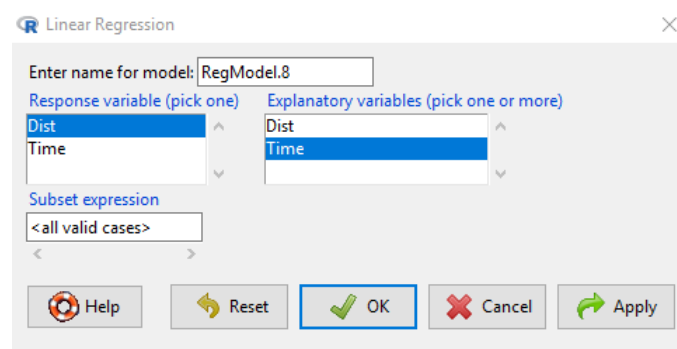 Linear Regression
Enter name for model: RegModel.8
Response variable (pick one) Explanatory variables (pick one or more)
Dist Dist
Time Time
Subset expression
<all valid cases>
Help Reset OK Cancel Apply